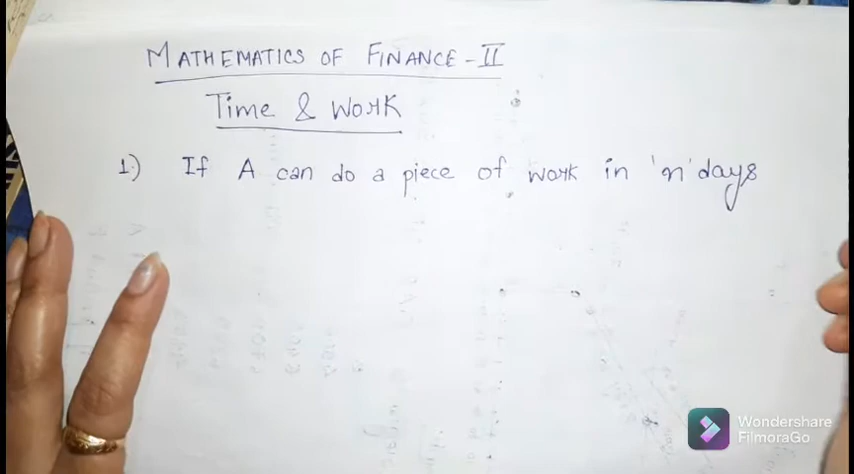 MATHEMATICS OF FINANCE - II
Time & Work
1) If A can do a piece of work in 'n' days
Wondershare
FilmoraGo